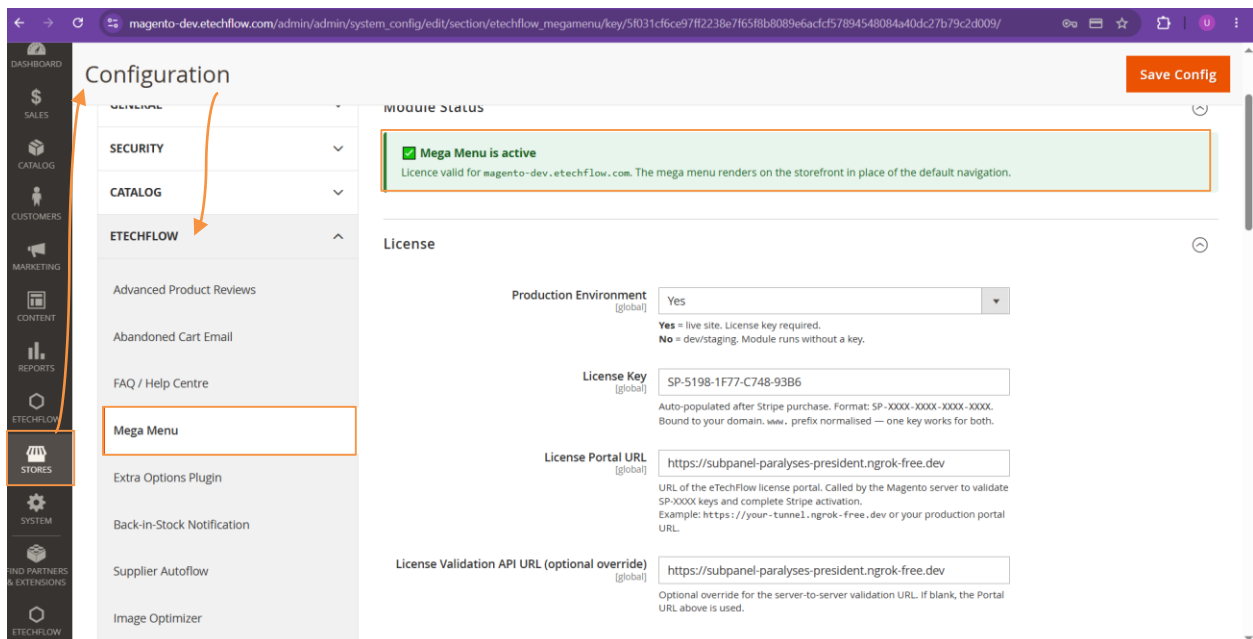 magento-dev.etechflow.com/admin/admin/system_config/edit/section/etechflow_megamenu/key/5f031cf6ce97ff2238e7f65f8b8089e6acfcf57894548084a40dc27b79c2d009/
U
DASHBOARD
SALES
CATALOG
CUSTOMERS
MARKETING
CONTENT
REPORTS
ETECHFLOW
STORES
SYSTEM
FIND PARTNERS
& EXTENSIONS
ETECHFLOW
Configuration
Save Config
GENERAL
SECURITY
CATALOG
ETECHFLOW
Advanced Product Reviews
Abandoned Cart Email
FAQ / Help Centre
Mega Menu
Extra Options Plugin
Back-in-Stock Notification
Supplier Autoflow
Image Optimizer
Module Status
✅ Mega Menu is active
Licence valid for magento-dev.etechflow.com. The mega menu renders on the storefront in place of the default navigation.
License
Production Environment
[global]
Yes
Yes = live site. License key required.
No = dev/staging. Module runs without a key.
License Key
[global]
SP-5198-1F77-C748-93B6
Auto-populated after Stripe purchase. Format: SP-XXXX-XXXX-XXXX-XXXX.
Bound to your domain. www. prefix normalised — one key works for both.
License Portal URL
[global]
https://subpanel-paralyses-president.ngrok-free.dev
URL of the eTechFlow license portal. Called by the Magento server to validate
SP-XXXX keys and complete Stripe activation.
Example: https://your-tunnel.ngrok-free.dev or your production portal
URL.
License Validation API URL (optional override)
[global]
https://subpanel-paralyses-president.ngrok-free.dev
Optional override for the server-to-server validation URL. If blank, the Portal
URL above is used.